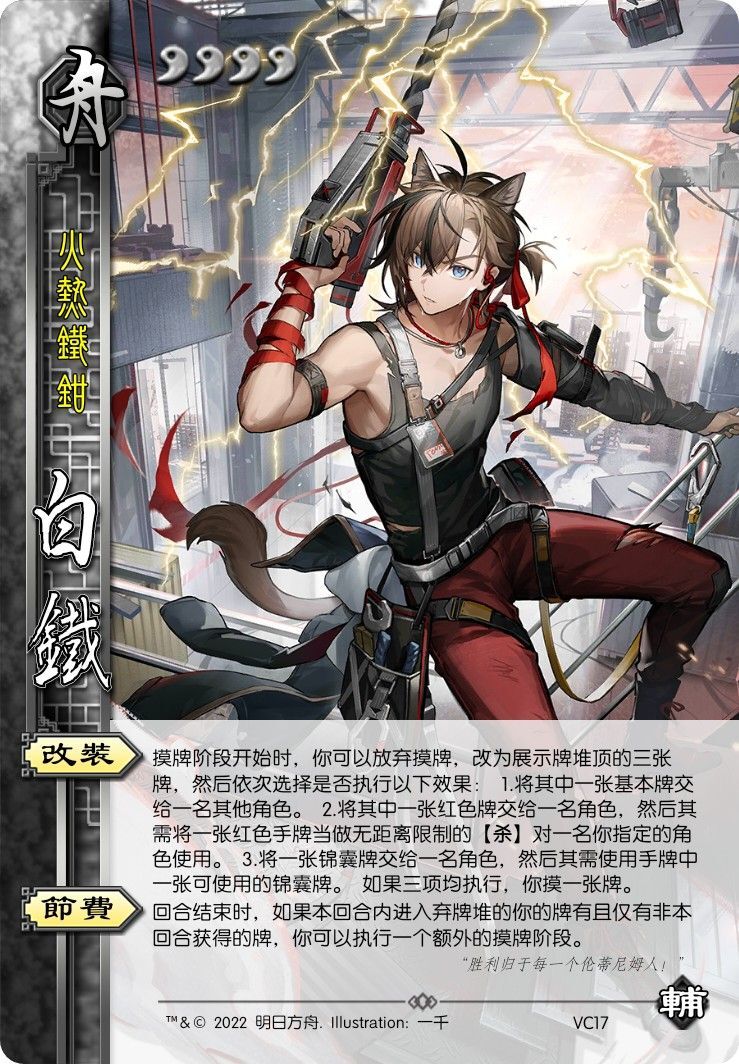 舟
火熱鐵鉗
白鐵
改裝
摸牌阶段开始时，你可以放弃摸牌，改为展示牌堆顶的三张
牌，然后依次选择是否执行以下效果： 1.将其中一张基本牌交
给一名其他角色。 2.将其中一张红色牌交给一名角色，然后其
需将一张红色手牌当做无距离限制的【杀】对一名你指定的角
色使用。 3.将一张锦囊牌交给一名角色，然后其需使用手牌中
一张可使用的锦囊牌。 如果三项均执行，你摸一张牌。
節費
回合结束时，如果本回合内进入弃牌堆的你的牌有且仅有非本
回合获得的牌，你可以执行一个额外的摸牌阶段。
“胜利归于每一个伦蒂尼姆人！”
輔
™&© 2022 明日方舟. Illustration: 一千
VC17